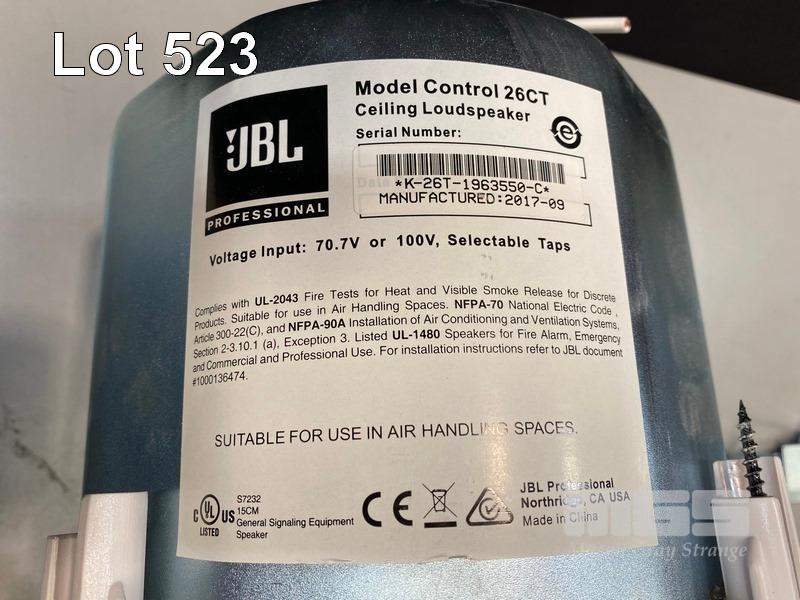 Lot 523
JBL
PROFESSIONAL
Model Control 26CT
Ceiling Loudspeaker
Serial Number:
*K-26T-1963550-C*
MANUFACTURED:2017-09
Voltage Input: 70.7V or 100V, Selectable Taps
Complies with UL-2043 Fire Tests for Heat and Visible Smoke Release for Discrete
Products. Suitable for use in Air Handling Spaces. NFPA-70 National Electric Code ,
Article 300-22(C), and NFPA-90A Installation of Air Conditioning and Ventilation Systems,
Section 2-3.10.1 (a), Exception 3. Listed UL-1480 Speakers for Fire Alarm, Emergency
and Commercial and Professional Use. For installation instructions refer to JBL document
#1000136474.
SUITABLE FOR USE IN AIR HANDLING SPACES.
C UL US
LISTED
S7232
15CM
General Signaling Equipment
Speaker
CE
JBL Professional
Northridge, CA USA
Made in China
Strange